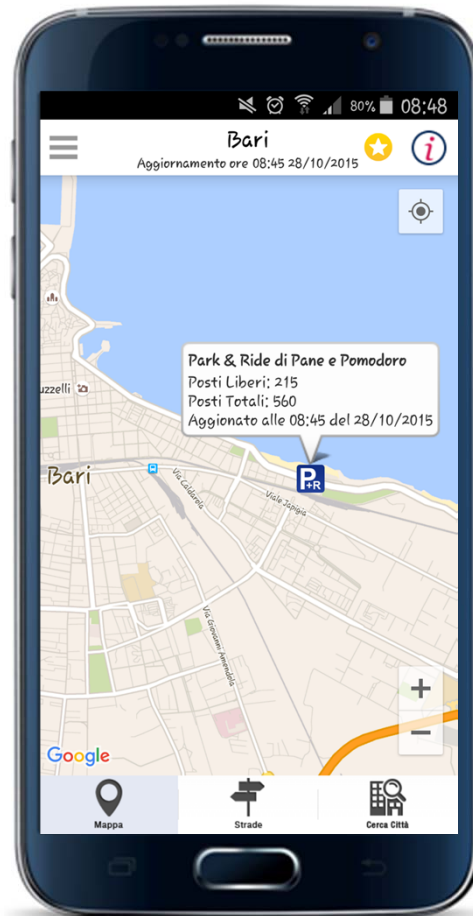 80% 08:48
Bari
Aggiornamento ore 08:45 28/10/2015
i
Park & Ride di Pane e Pomodoro
Posti Liberi: 215
Posti Totali: 560
Aggionato alle 08:45 del 28/10/2015
uzzelli
P
+R
Bari
Via Caldarola
Viale Japigia
Via Giovanni Amendola
+
−
Google
Mappa
Strade
Cerca Città